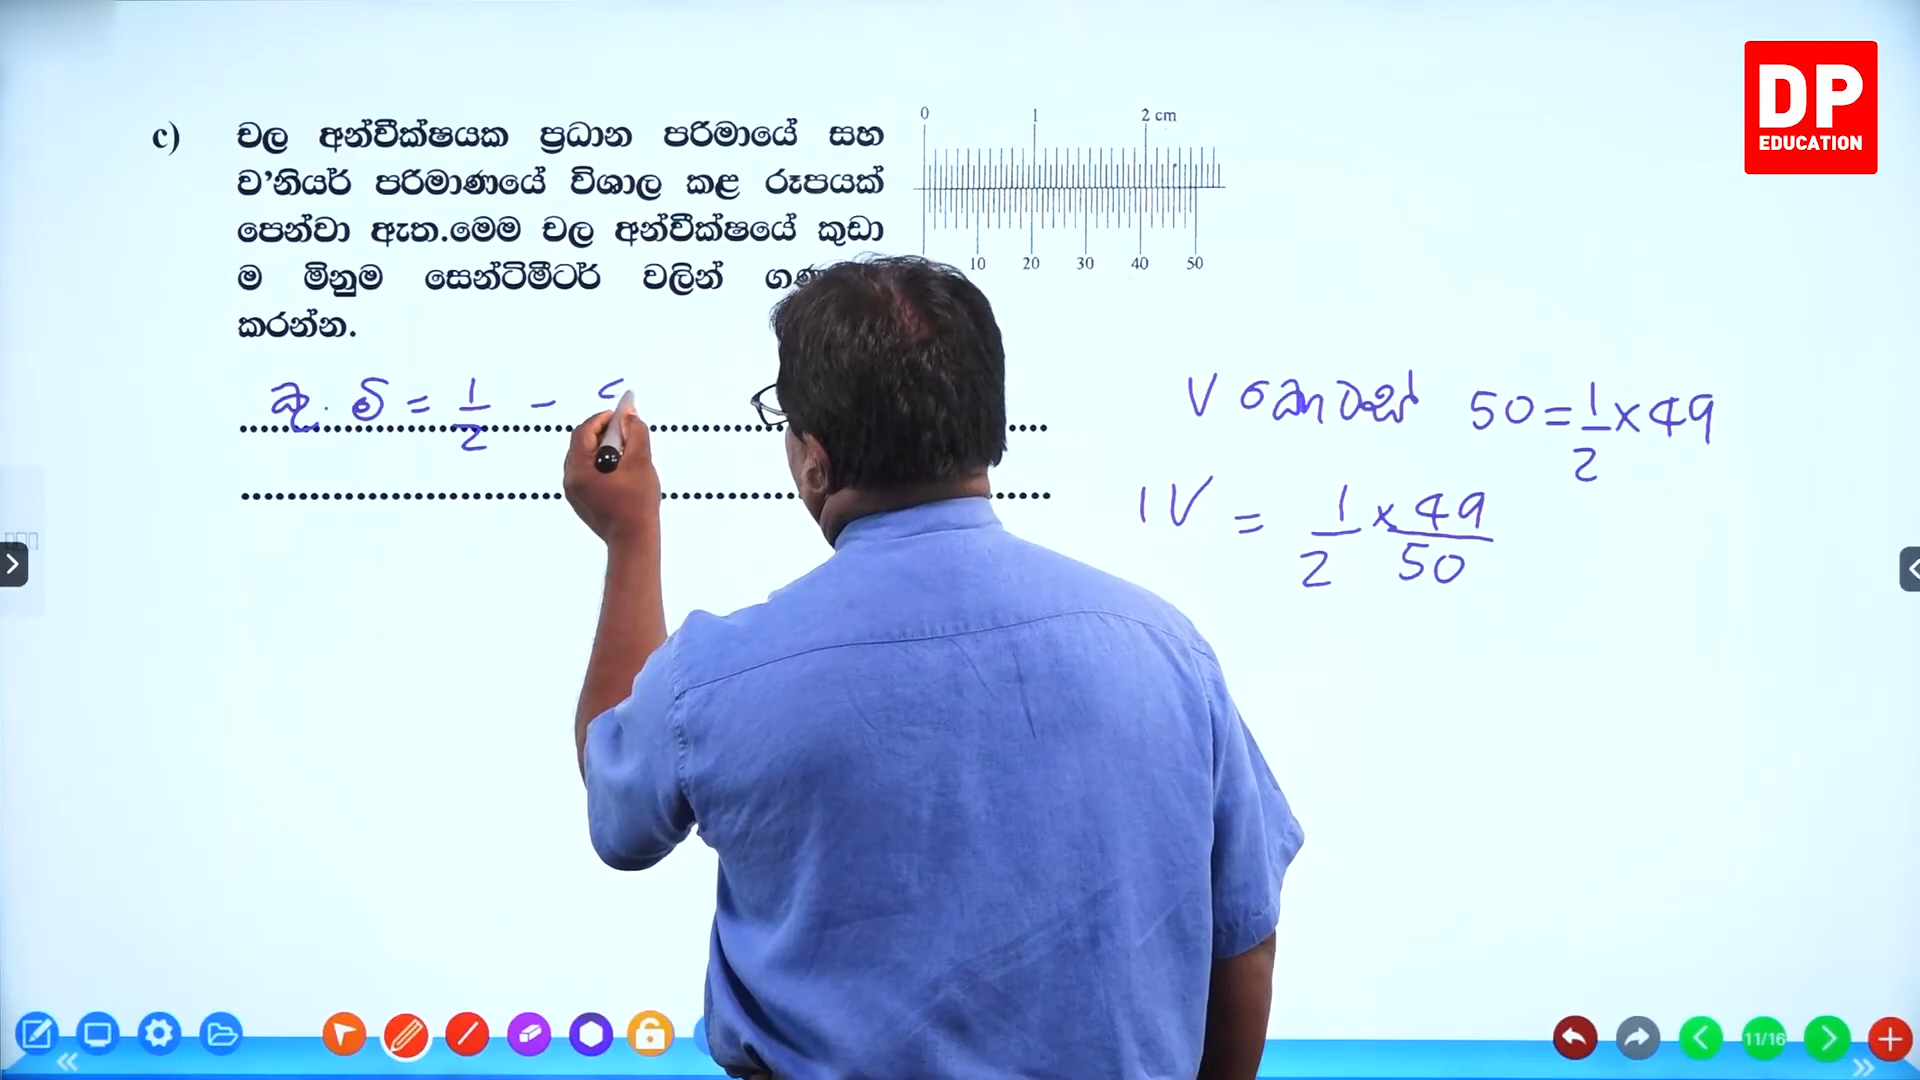 DP
EDUCATION
c) චල අන්වීක්ෂයක ප්‍රධාන පරිමායේ සහ
ව’නියර් පරිමාණයේ විශාල කළ රූපයක්
පෙන්වා ඇත.මෙම චල අන්වීක්ෂයේ කුඩා
ම මිනුම සෙන්ටිමීටර් වලින්
කරන්න.
0 1 2 cm
10 20 30 40 50
කු. මි = 1/2 -
V කොටස් 50 = 1/2 × 49
1V = 1/2 × 49/50
11/16